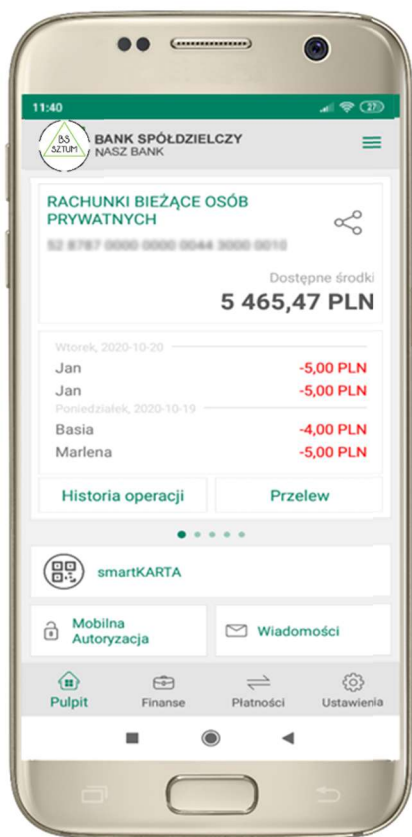 11:40
27
BS
SZTUM
BANK SPÓŁDZIELCZY
NASZ BANK
RACHUNKI BIEŻĄCE OSÓB
PRYWATNYCH
Dostępne środki
5 465,47 PLN
Wtorek, 2020-10-20
Jan -5,00 PLN
Jan -5,00 PLN
Poniedziałek, 2020-10-19
Basia -4,00 PLN
Marlena -5,00 PLN
Historia operacji Przelew
smartKARTA
Mobilna
Autoryzacja
Wiadomości
Pulpit Finanse Płatności Ustawienia